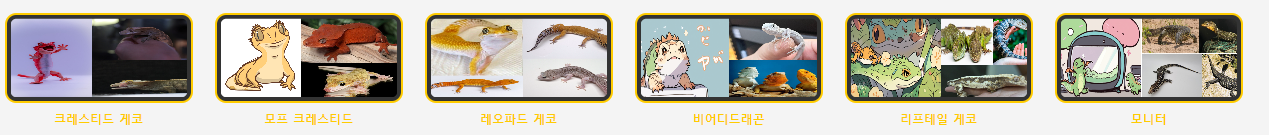 크레스티드 게코
모프 크레스티드
레오파드 게코
비어디드래곤
리프테일 게코
모니터